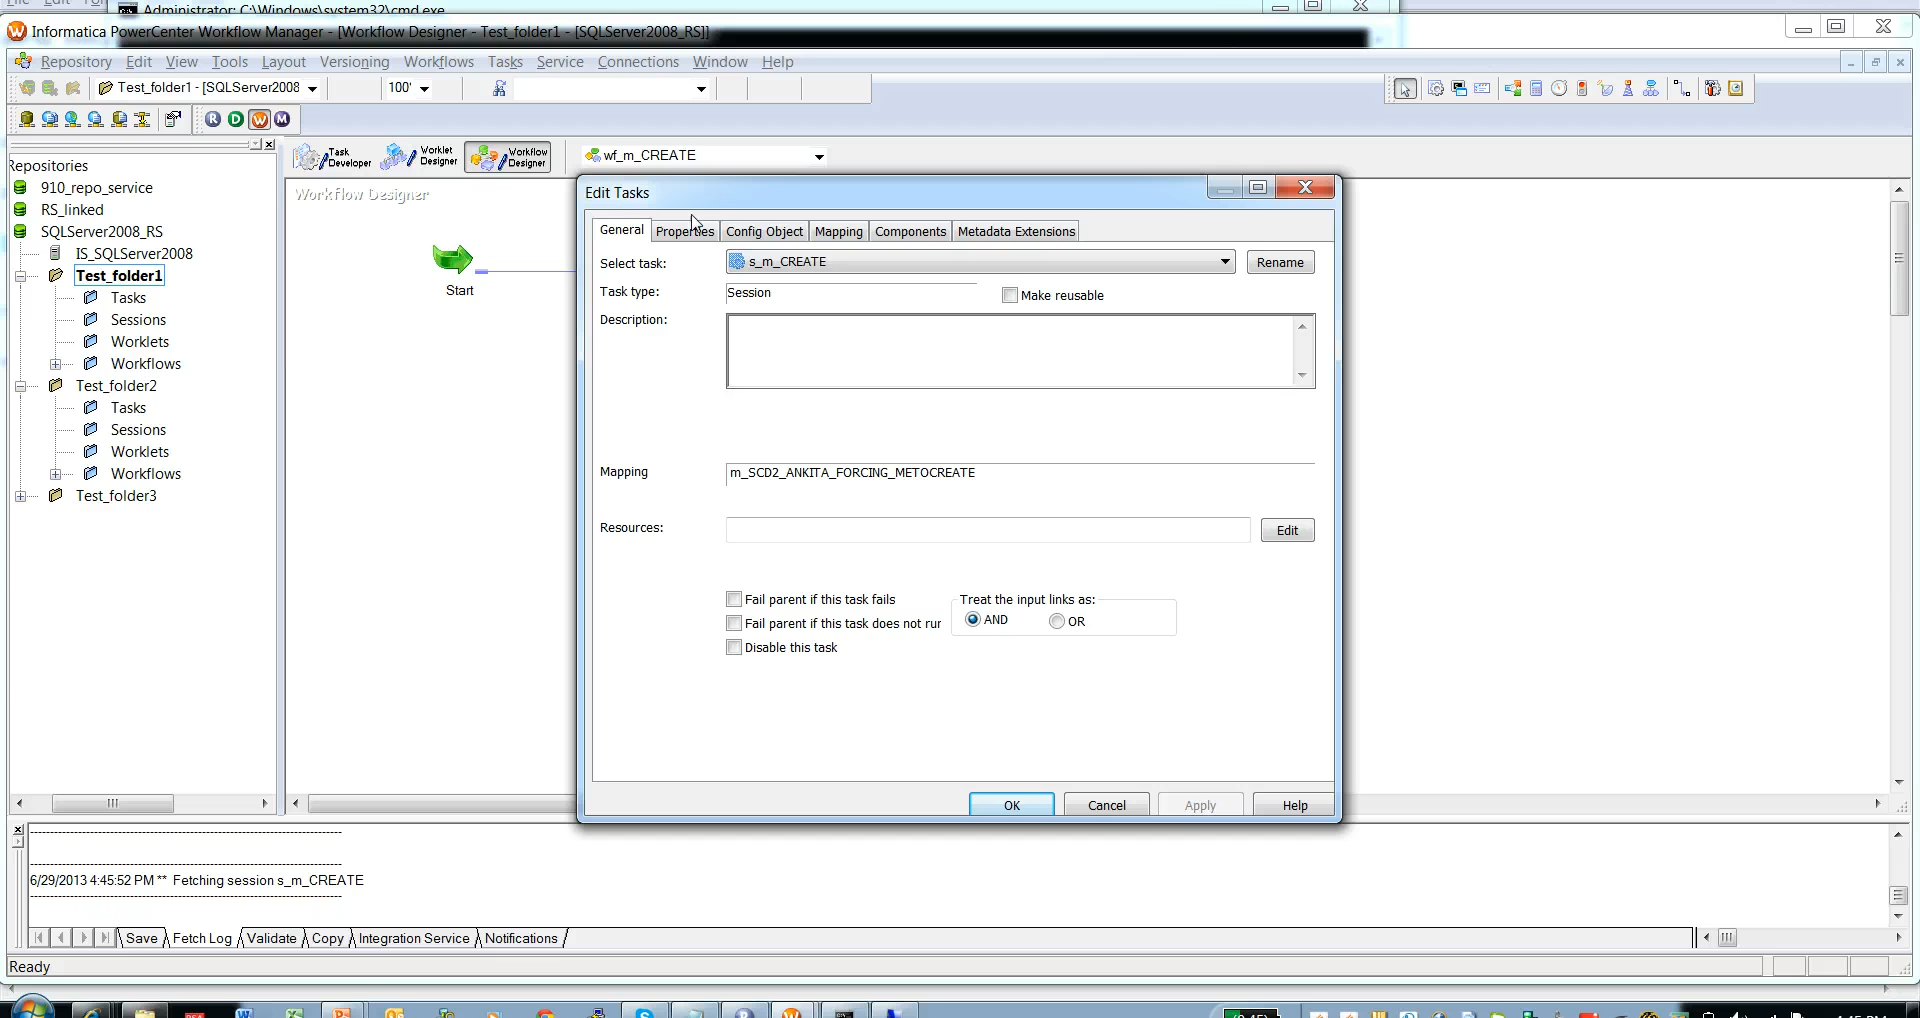 Administrator: C:\Windows\system32\cmd.exe
Informatica PowerCenter Workflow Manager - [Workflow Designer - Test_folder1 - [SQLServer2008_RS]]
Repository Edit View Tools Layout Versioning Workflows Tasks Service Connections Window Help
Test_folder1 - [SQLServer2008 100'
R D W M
Task Developer Worklet Designer Workflow Designer wf_m_CREATE
Repositories
910_repo_service
RS_linked
SQLServer2008_RS
IS_SQLServer2008
Test_folder1
Tasks
Sessions
Worklets
Workflows
Test_folder2
Tasks
Sessions
Worklets
Workflows
Test_folder3
Workflow Designer
Start
Edit Tasks
General Properties Config Object Mapping Components Metadata Extensions
Select task: s_m_CREATE Rename
Task type: Session Make reusable
Description:
Mapping m_SCD2_ANKITA_FORCING_METOCREATE
Resources: Edit
Fail parent if this task fails
Fail parent if this task does not rur
Disable this task
Treat the input links as:
AND OR
OK Cancel Apply Help
6/29/2013 4:45:52 PM ** Fetching session s_m_CREATE
Save Fetch Log Validate Copy Integration Service Notifications
Ready